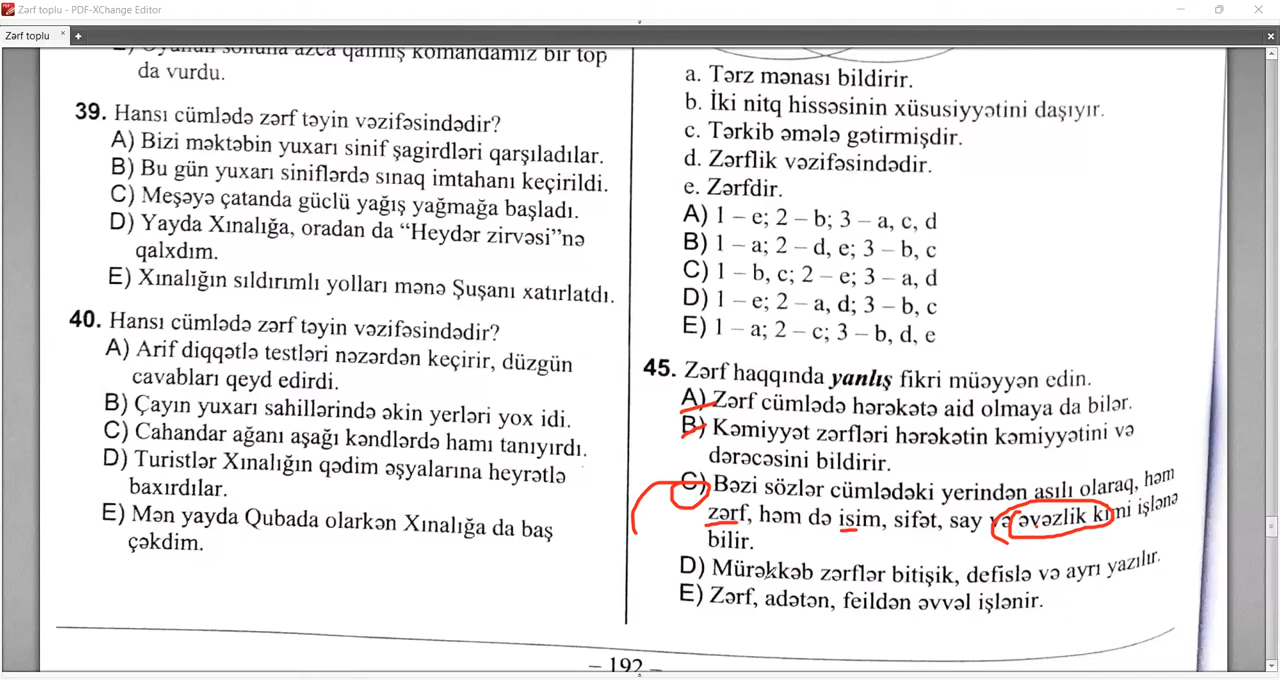 Zərf toplu - PDF-XChange Editor
Zərf toplu
E) Oyunun sonuna azca qalmış komandamız bir top
da vurdu.
39. Hansı cümlədə zərf təyin vəzifəsindədir?
A) Bizi məktəbin yuxarı sinif şagirdləri qarşıladılar.
B) Bu gün yuxarı siniflərdə sınaq imtahanı keçirildi.
C) Meşəyə çatanda güclü yağış yağmağa başladı.
D) Yayda Xınalığa, oradan da “Heydər zirvəsi”nə
qalxdım.
E) Xınalığın sıldırımlı yolları mənə Şuşanı xatırlatdı.
40. Hansı cümlədə zərf təyin vəzifəsindədir?
A) Arif diqqətlə testləri nəzərdən keçirir, düzgün
cavabları qeyd edirdi.
B) Çayın yuxarı sahillərində əkin yerləri yox idi.
C) Cahandar ağanı aşağı kəndlərdə hamı tanıyırdı.
D) Turistlər Xınalığın qədim əşyalarına heyrətlə
baxırdılar.
E) Mən yayda Qubada olarkən Xınalığa da baş
çəkdim.
a. Tərz mənası bildirir.
b. İki nitq hissəsinin xüsusiyyətini daşıyır.
c. Tərkib əmələ gətirmişdir.
d. Zərflik vəzifəsindədir.
e. Zərfdir.
A) 1 – e; 2 – b; 3 – a, c, d
B) 1 – a; 2 – d, e; 3 – b, c
C) 1 – b, c; 2 – e; 3 – a, d
D) 1 – e; 2 – a, d; 3 – b, c
E) 1 – a; 2 – c; 3 – b, d, e
45. Zərf haqqında yanlış fikri müəyyən edin.
A) Zərf cümlədə hərəkətə aid olmaya da bilər.
B) Kəmiyyət zərfləri hərəkətin kəmiyyətini və
dərəcəsini bildirir.
C) Bəzi sözlər cümlədəki yerindən asılı olaraq, həm
zərf, həm də isim, sifət, say və əvəzlik kimi işlənə
bilir.
D) Mürəkkəb zərflər bitişik, defislə və ayrı yazılır.
E) Zərf, adətən, feildən əvvəl işlənir.
– 192 –